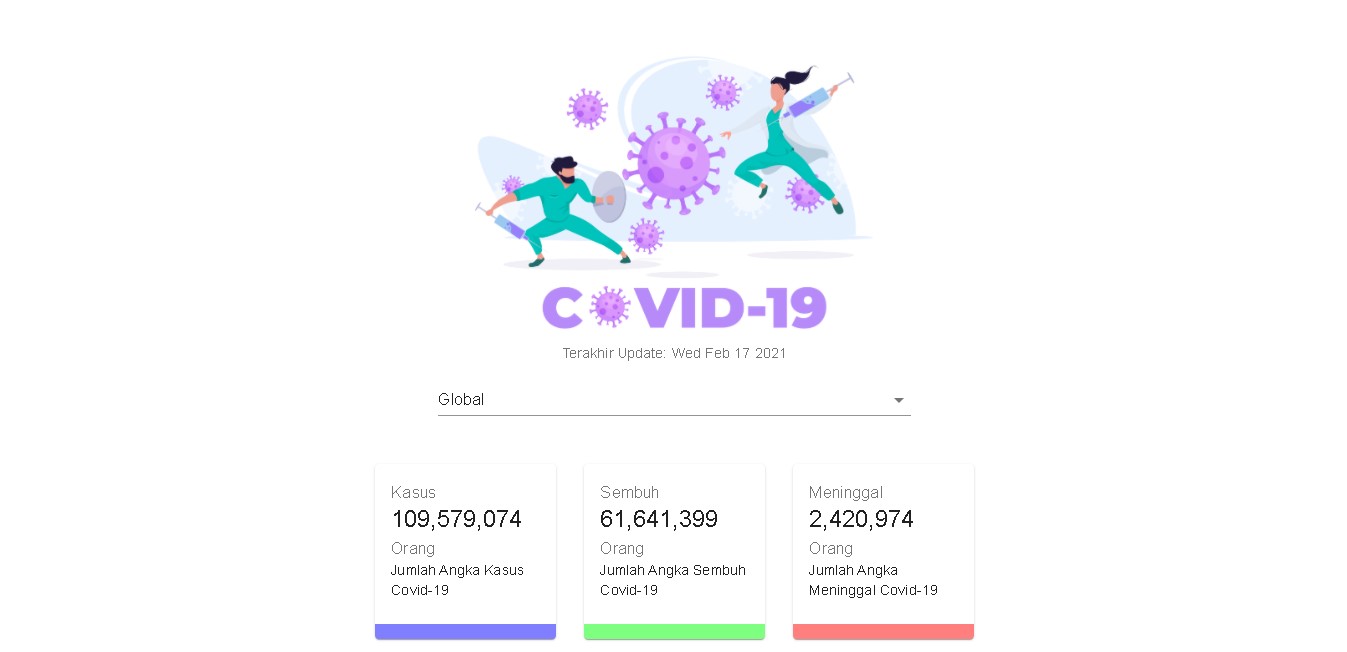 COVID-19
Terakhir Update: Wed Feb 17 2021
Global
Kasus
109,579,074
Orang
Jumlah Angka Kasus
Covid-19
Sembuh
61,641,399
Orang
Jumlah Angka Sembuh
Covid-19
Meninggal
2,420,974
Orang
Jumlah Angka
Meninggal Covid-19